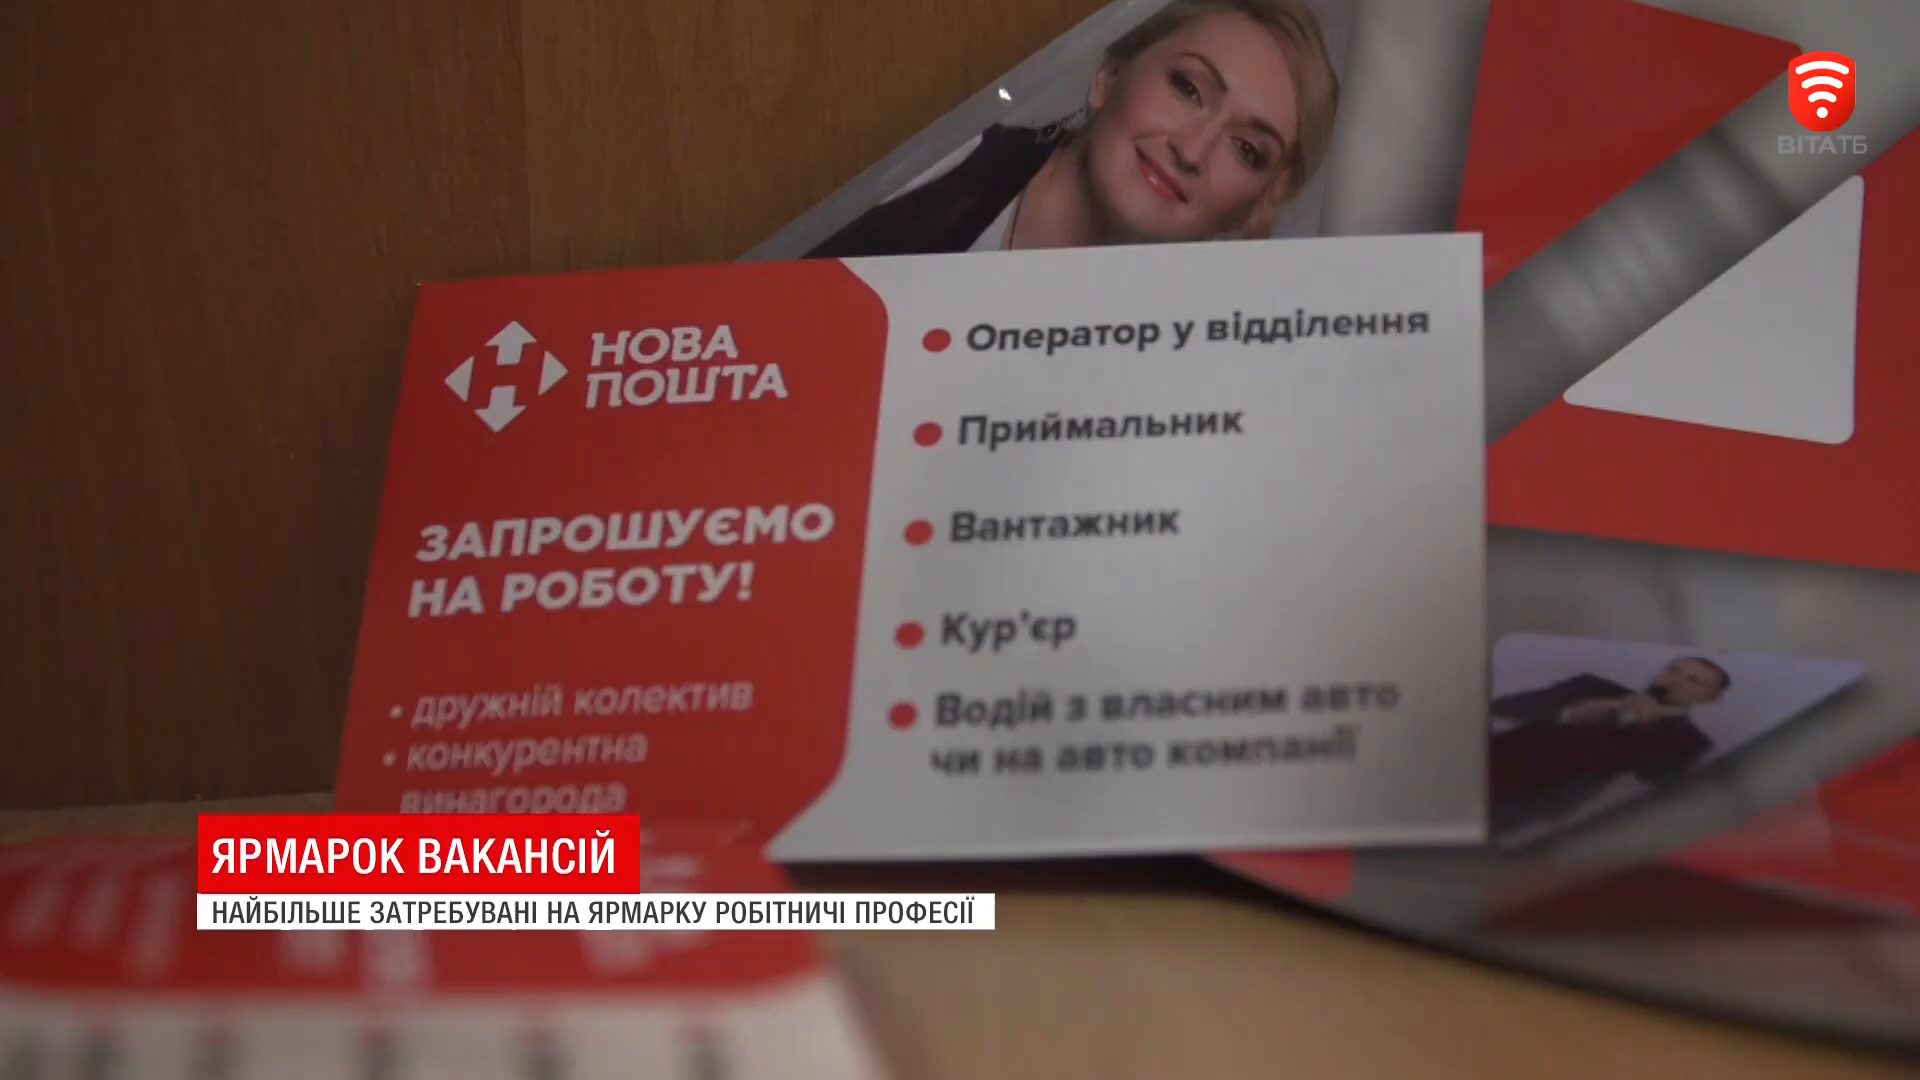 ВІТАТБ
НОВА
ПОШТА
ЗАПРОШУЄМО
НА РОБОТУ!
• дружній колектив
• конкурентна
винагорода
• Оператор у відділення
• Приймальник
• Вантажник
• Кур'єр
• Водій з власним авто
чи на авто компанії
ЯРМАРОК ВАКАНСІЙ
НАЙБІЛЬШЕ ЗАТРЕБУВАНІ НА ЯРМАРКУ РОБІТНИЧІ ПРОФЕСІЇ